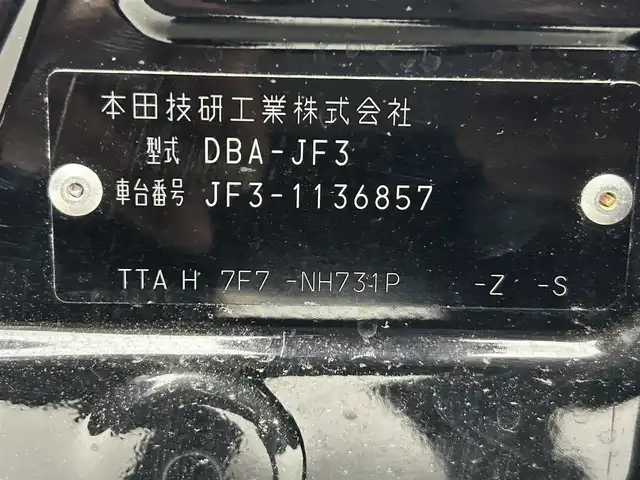 本田技研工業株式会社
型式 DBA-JF3
車台番号 JF3-1136857
TTA H 7F7 -NH731P -Z -S